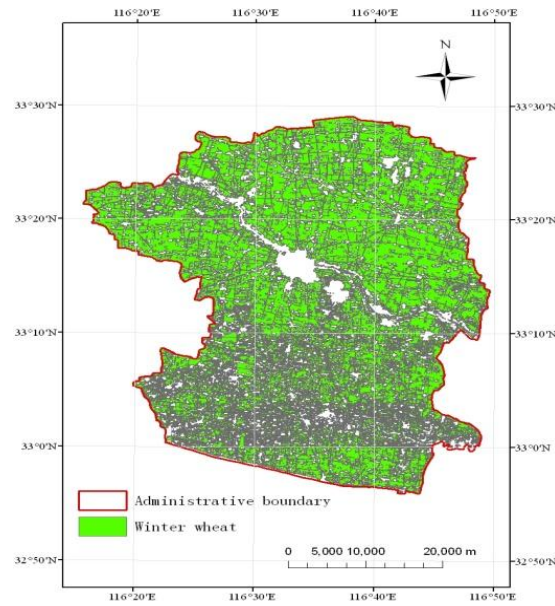 116°20'E 116°30'E 116°40'E 116°50'E
N
33°30'N 33°30'N
33°20'N 33°20'N
33°10'N 33°10'N
33°0'N 33°0'N
Administrative boundary
Winter wheat
0 5,000 10,000 20,000 m
32°50'N 32°50'N
116°20'E 116°30'E 116°40'E 116°50'E